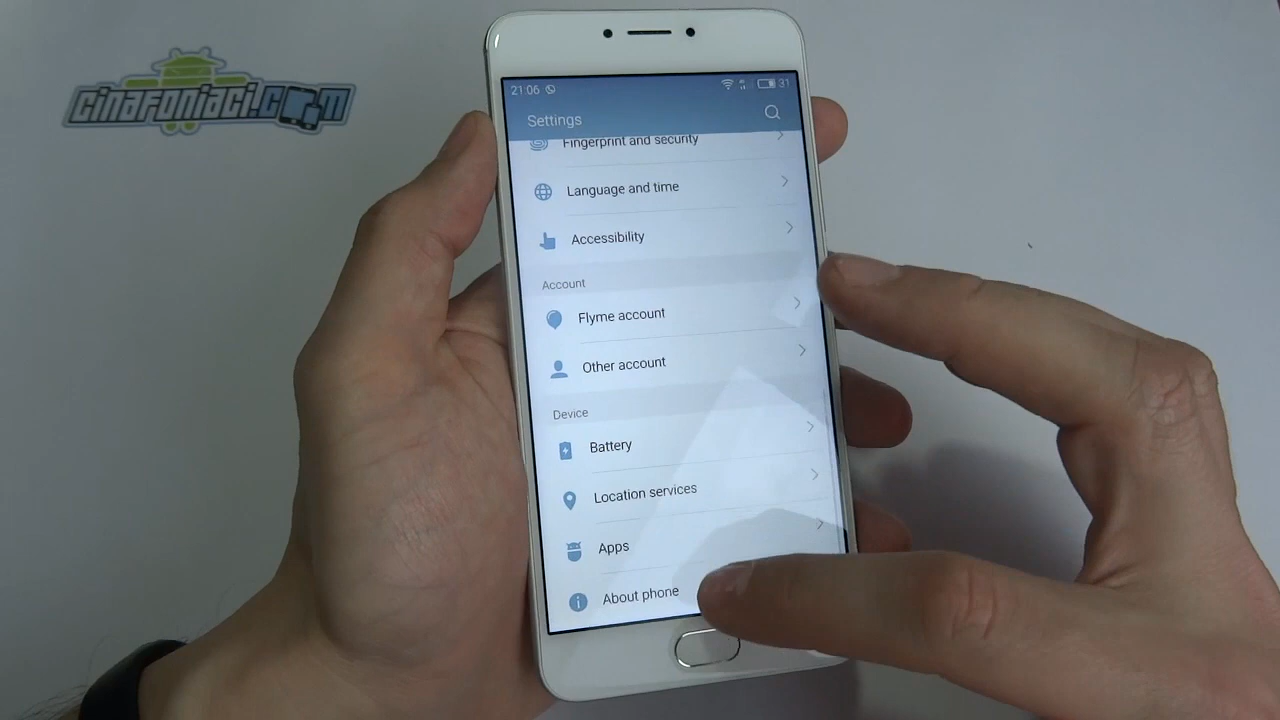 cinafoniaci.com
21:06
31
Settings
Fingerprint and security
Language and time
Accessibility
Account
Flyme account
Other account
Device
Battery
Location services
Apps
About phone